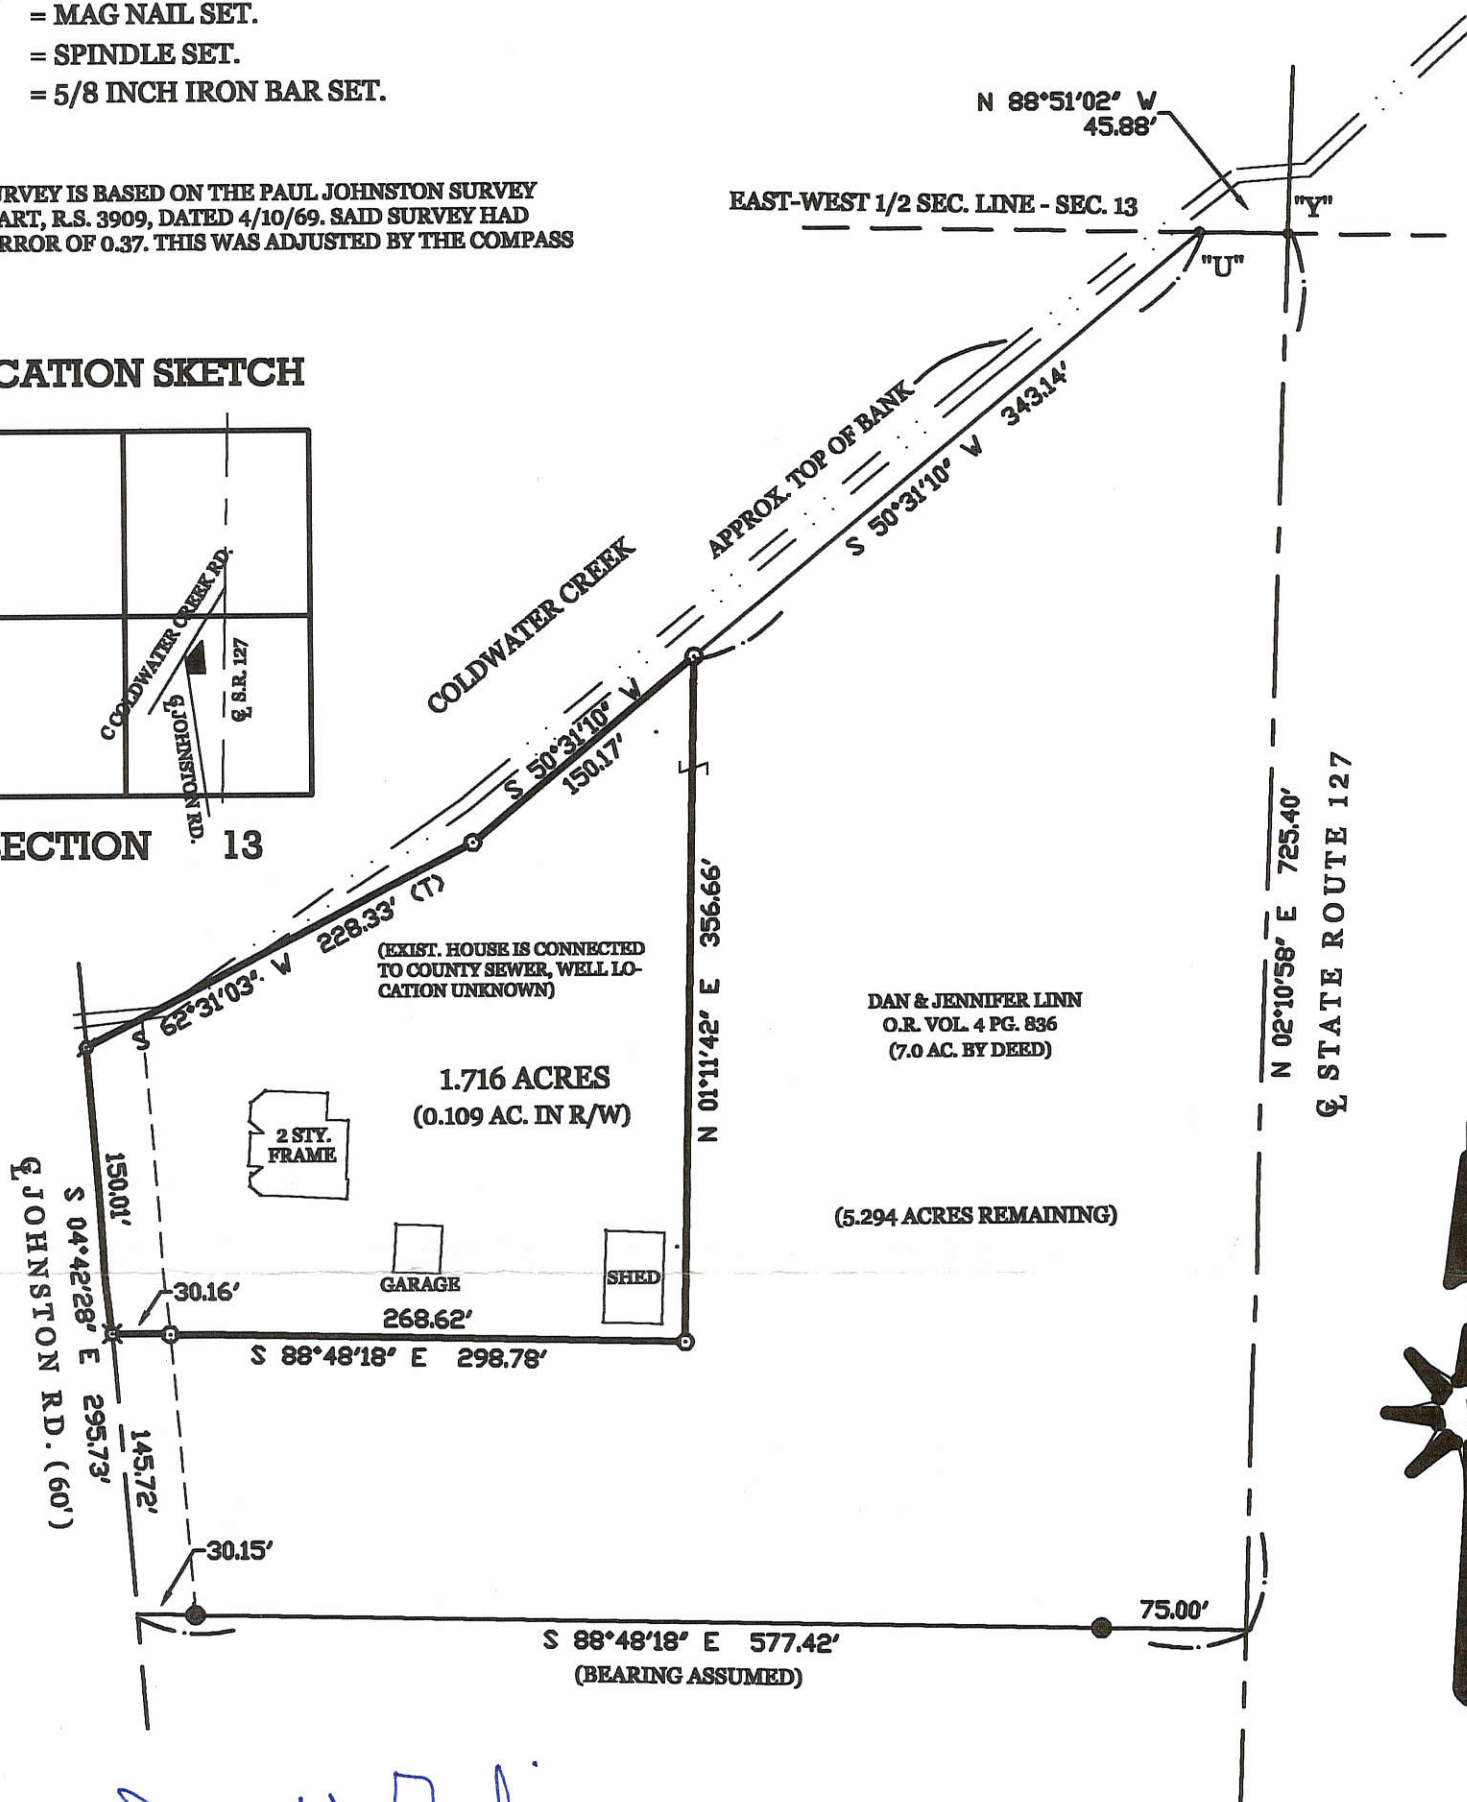 = MAG NAIL SET.
= SPINDLE SET.
= 5/8 INCH IRON BAR SET.
N 88°51'02" W
45.88'
RVEY IS BASED ON THE PAUL JOHNSTON SURVEY
ART, R.S. 3909, DATED 4/10/69. SAID SURVEY HAD
RROR OF 0.37. THIS WAS ADJUSTED BY THE COMPASS
EAST-WEST 1/2 SEC. LINE - SEC. 13
"Y"
"U"
CATION SKETCH
COLDWATER CREEK RD.
℄ JOHNSTON RD.
℄ S.R. 127
ECTION 13
APPROX. TOP OF BANK
S 50°31'10" W 343.14'
COLDWATER CREEK
S 50°31'10" W
150.17'
228.33' (T)
S 62°31'03" W
(EXIST. HOUSE IS CONNECTED
TO COUNTY SEWER, WELL LO-
CATION UNKNOWN)
1.716 ACRES
(0.109 AC. IN R/W)
N 01°11'42" E 356.66'
DAN & JENNIFER LINN
O.R. VOL. 4 PG. 836
(7.0 AC. BY DEED)
(5.294 ACRES REMAINING)
N 02°10'58" E 725.40'
℄ STATE ROUTE 127
2 STY.
FRAME
GARAGE
SHED
150.01'
S 04°42'28" E 295.73'
℄ JOHNSTON RD. (60')
30.16'
268.62'
S 88°48'18" E 298.78'
145.72'
30.15'
75.00'
S 88°48'18" E 577.42'
(BEARING ASSUMED)